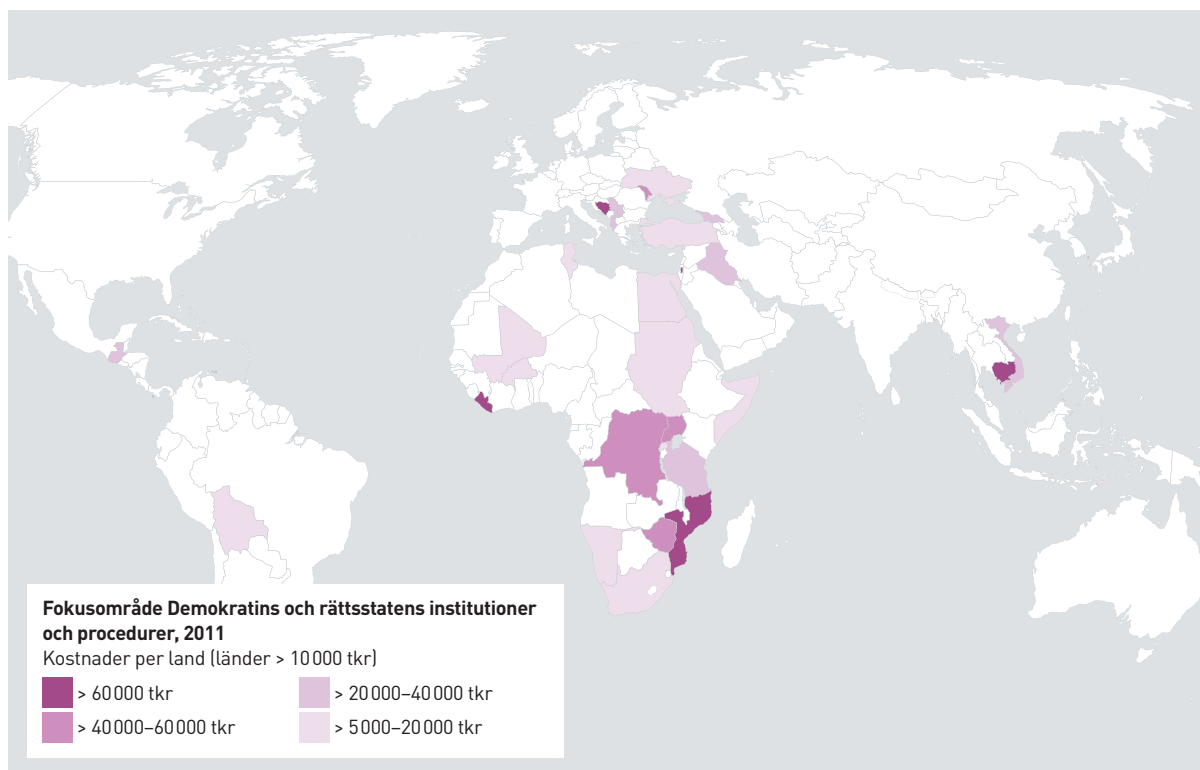 Fokusområde Demokratins och rättsstatens institutioner
och procedurer, 2011
Kostnader per land (länder > 10 000 tkr)
> 60 000 tkr
> 20 000–40 000 tkr
> 40 000–60 000 tkr
> 5 000–20 000 tkr